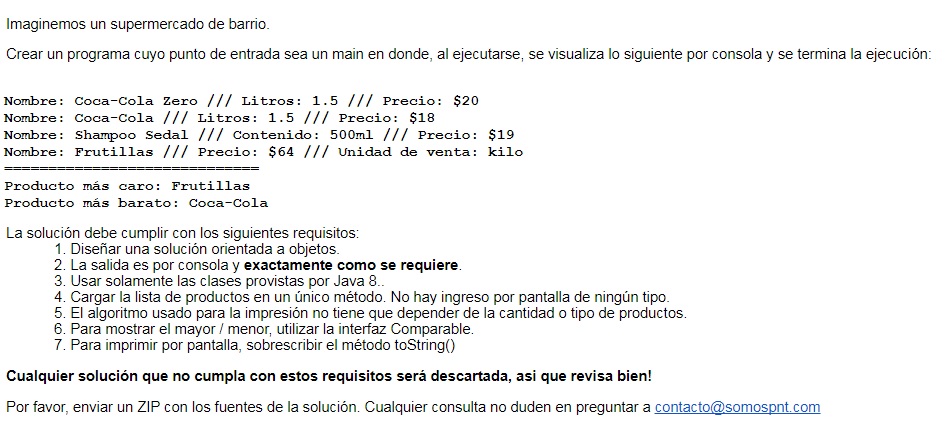 Imaginemos un supermercado de barrio.
Crear un programa cuyo punto de entrada sea un main en donde, al ejecutarse, se visualiza lo siguiente por consola y se termina la ejecución:
Nombre: Coca-Cola Zero /// Litros: 1.5 /// Precio: $20
Nombre: Coca-Cola /// Litros: 1.5 /// Precio: $18
Nombre: Shampoo Sedal /// Contenido: 500ml /// Precio: $19
Nombre: Frutillas /// Precio: $64 /// Unidad de venta: kilo
=============================
Producto más caro: Frutillas
Producto más barato: Coca-Cola
La solución debe cumplir con los siguientes requisitos:
1. Diseñar una solución orientada a objetos.
2. La salida es por consola y exactamente como se requiere.
3. Usar solamente las clases provistas por Java 8..
4. Cargar la lista de productos en un único método. No hay ingreso por pantalla de ningún tipo.
5. El algoritmo usado para la impresión no tiene que depender de la cantidad o tipo de productos.
6. Para mostrar el mayor / menor, utilizar la interfaz Comparable.
7. Para imprimir por pantalla, sobrescribir el método toString()
Cualquier solución que no cumpla con estos requisitos será descartada, asi que revisa bien!
Por favor, enviar un ZIP con los fuentes de la solución. Cualquier consulta no duden en preguntar a contacto@somospnt.com